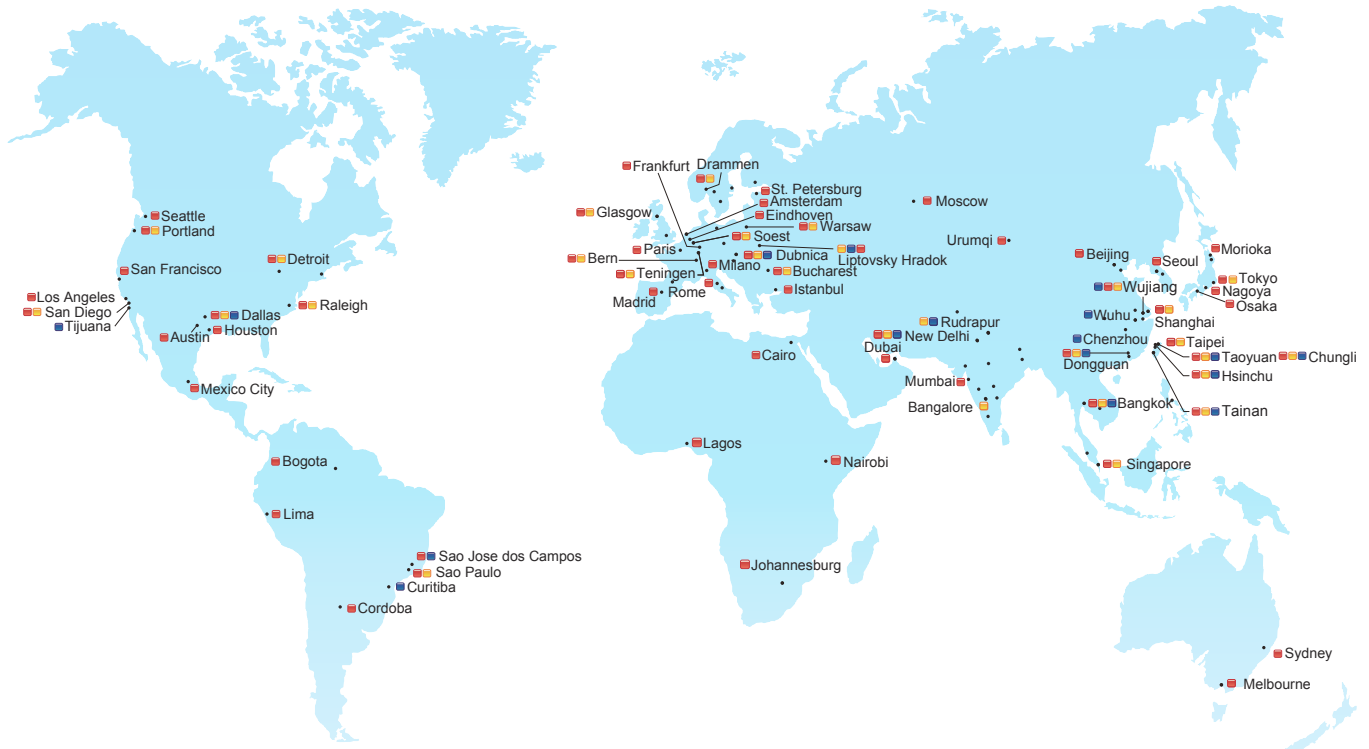 Seattle
Portland
San Francisco
Detroit
Los Angeles
San Diego
Tijuana
Raleigh
Dallas
Houston
Austin
Mexico City
Bogota
Lima
Sao Jose dos Campos
Sao Paulo
Curitiba
Cordoba
Frankfurt
Drammen
St. Petersburg
Amsterdam
Glasgow
Eindhoven
Warsaw
Soest
Paris
Dubnica
Liptovsky Hradok
Bern
Milano
Teningen
Bucharest
Rome
Istanbul
Madrid
Moscow
Urumqi
Cairo
Lagos
Nairobi
Johannesburg
Rudrapur
New Delhi
Dubai
Mumbai
Bangalore
Beijing
Seoul
Morioka
Tokyo
Wujiang
Nagoya
Osaka
Wuhu
Shanghai
Chenzhou
Taipei
Dongguan
Taoyuan
Chungli
Hsinchu
Bangkok
Tainan
Singapore
Sydney
Melbourne